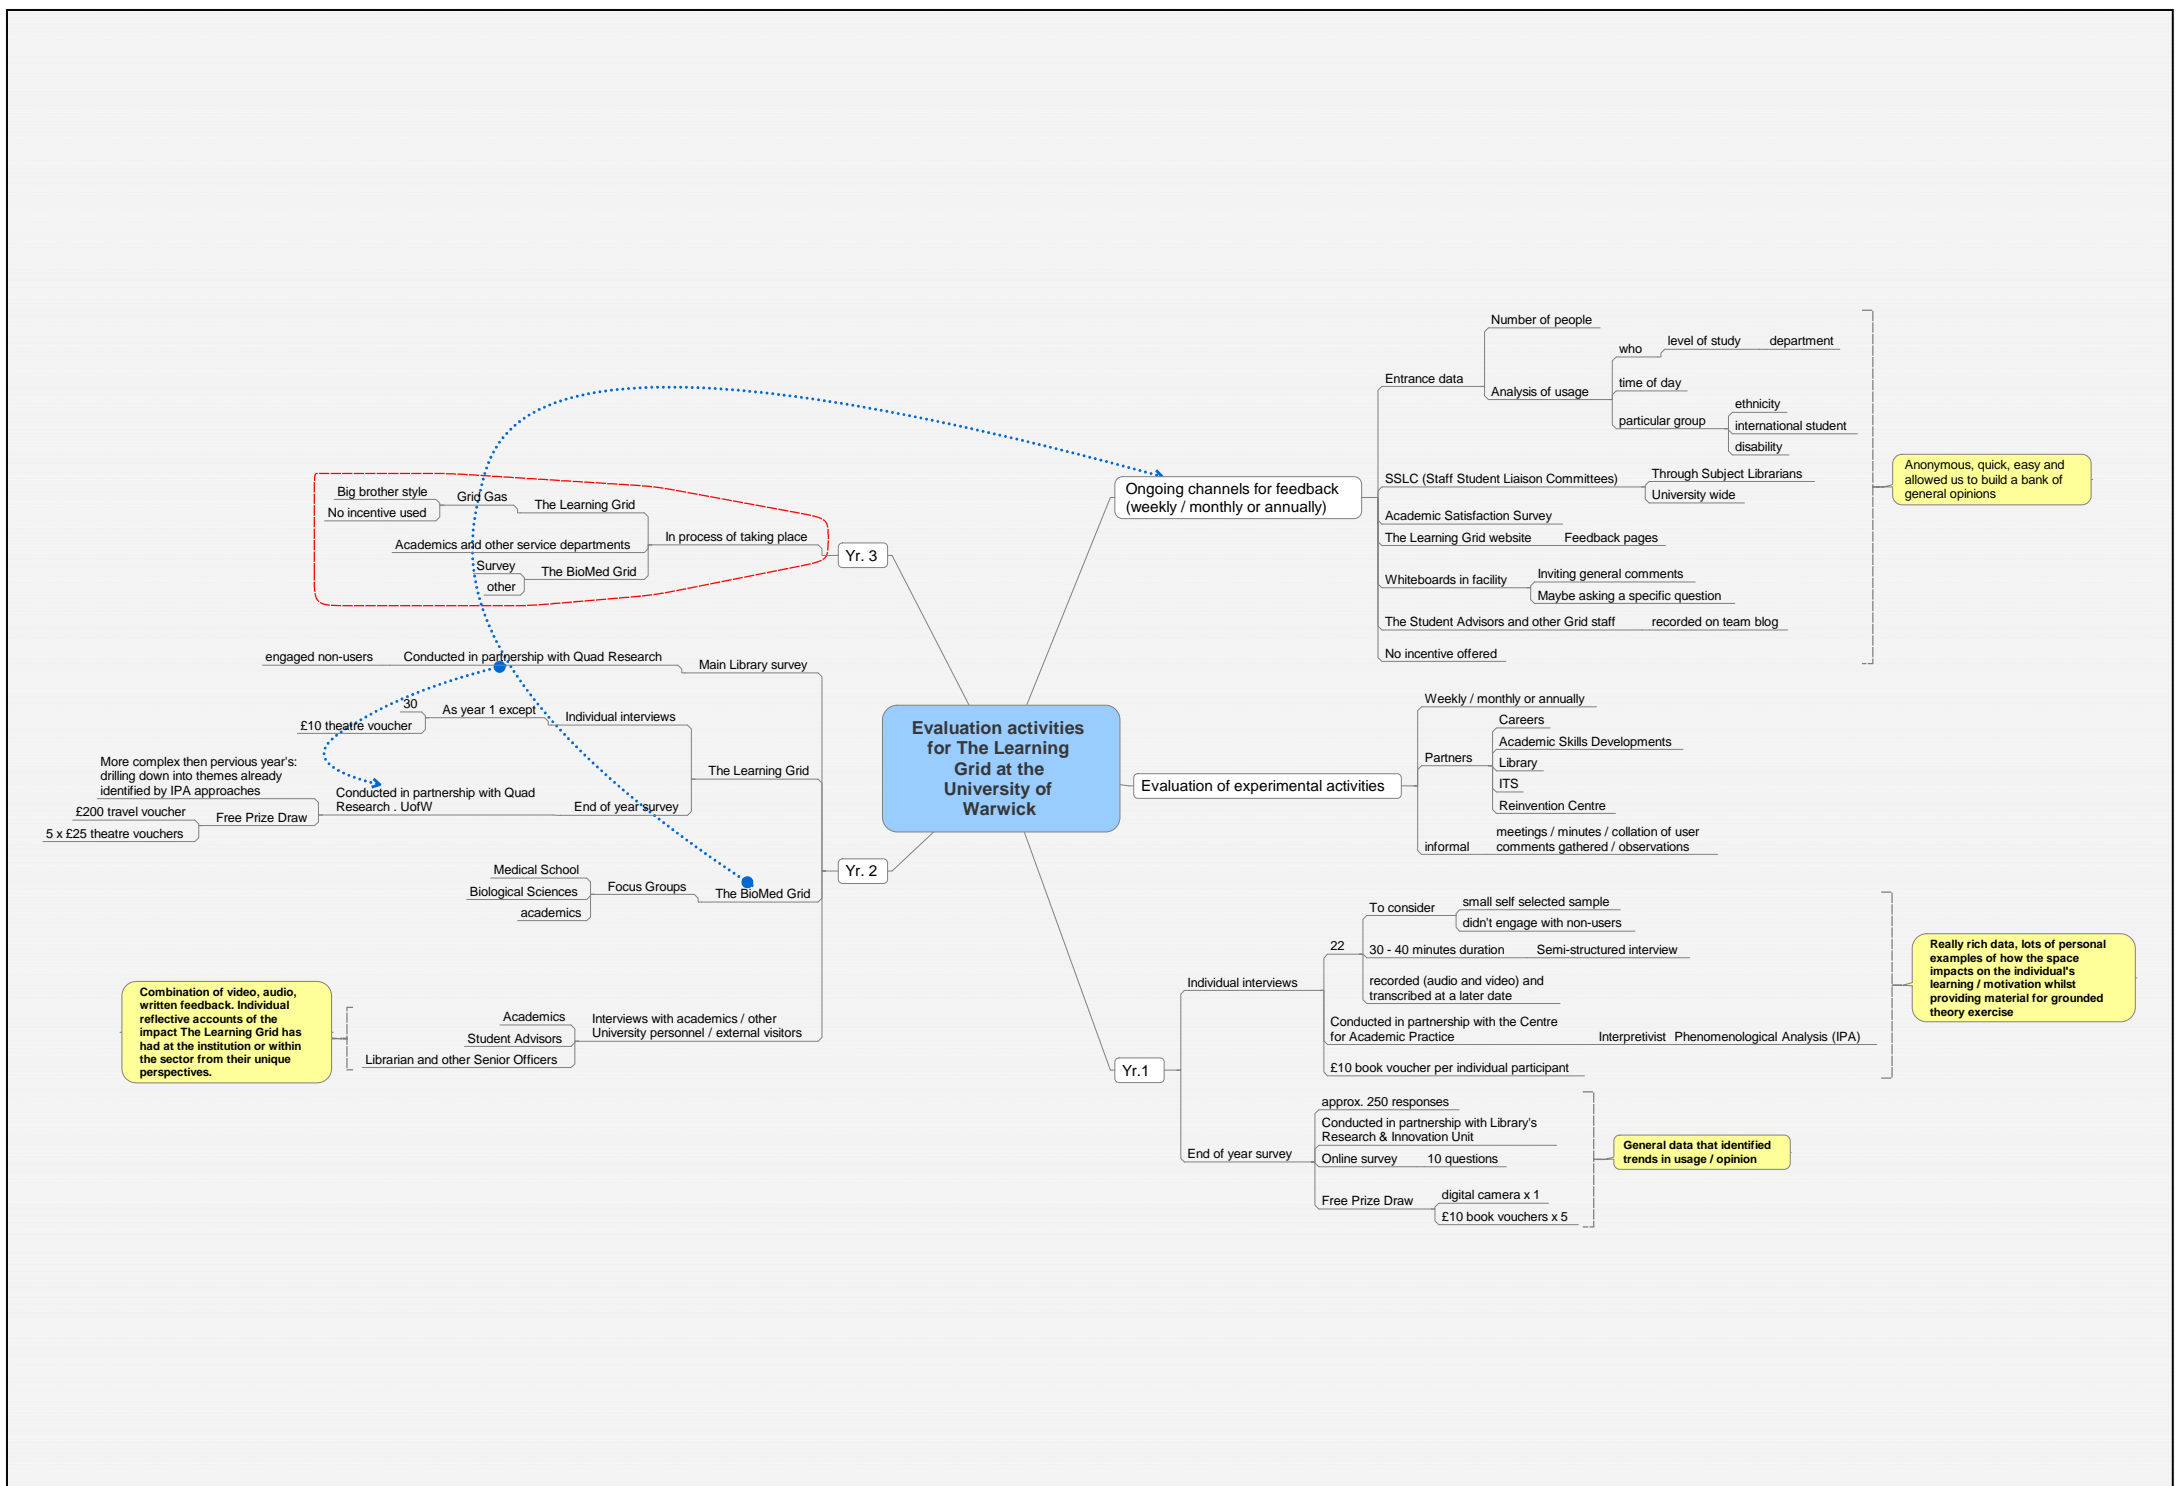 Evaluation activities
for The Learning
Grid at the
University of
Warwick
Ongoing channels for feedback
(weekly / monthly or annually)
Entrance data
Number of people
Analysis of usage
who
level of study
department
time of day
particular group
ethnicity
international student
disability
SSLC (Staff Student Liaison Committees)
Through Subject Librarians
University wide
Academic Satisfaction Survey
The Learning Grid website
Feedback pages
Whiteboards in facility
Inviting general comments
Maybe asking a specific question
The Student Advisors and other Grid staff
recorded on team blog
No incentive offered
Anonymous, quick, easy and
allowed us to build a bank of
general opinions
Evaluation of experimental activities
Weekly / monthly or annually
Partners
Careers
Academic Skills Developments
Library
ITS
Reinvention Centre
informal
meetings / minutes / collation of user
comments gathered / observations
Yr.1
Individual interviews
22
To consider
small self selected sample
didn't engage with non-users
30 - 40 minutes duration
Semi-structured interview
recorded (audio and video) and
transcribed at a later date
Conducted in partnership with the Centre
for Academic Practice
Interpretivist Phenomenological Analysis (IPA)
£10 book voucher per individual participant
Really rich data, lots of personal
examples of how the space
impacts on the individual's
learning / motivation whilst
providing material for grounded
theory exercise
End of year survey
approx. 250 responses
Conducted in partnership with Library's
Research & Innovation Unit
Online survey
10 questions
Free Prize Draw
digital camera x 1
£10 book vouchers x 5
General data that identified
trends in usage / opinion
Yr. 2
Main Library survey
Conducted in partnership with Quad Research
engaged non-users
The Learning Grid
Individual interviews
As year 1 except
30
£10 theatre voucher
End of year survey
Conducted in partnership with Quad
Research . UofW
More complex then pervious year's:
drilling down into themes already
identified by IPA approaches
Free Prize Draw
£200 travel voucher
5 x £25 theatre vouchers
The BioMed Grid
Focus Groups
Medical School
Biological Sciences
academics
Interviews with academics / other
University personnel / external visitors
Academics
Student Advisors
Librarian and other Senior Officers
Combination of video, audio,
written feedback. Individual
reflective accounts of the
impact The Learning Grid has
had at the institution or within
the sector from their unique
perspectives.
Yr. 3
In process of taking place
The Learning Grid
Grid Gas
Big brother style
No incentive used
Academics and other service departments
The BioMed Grid
Survey
other